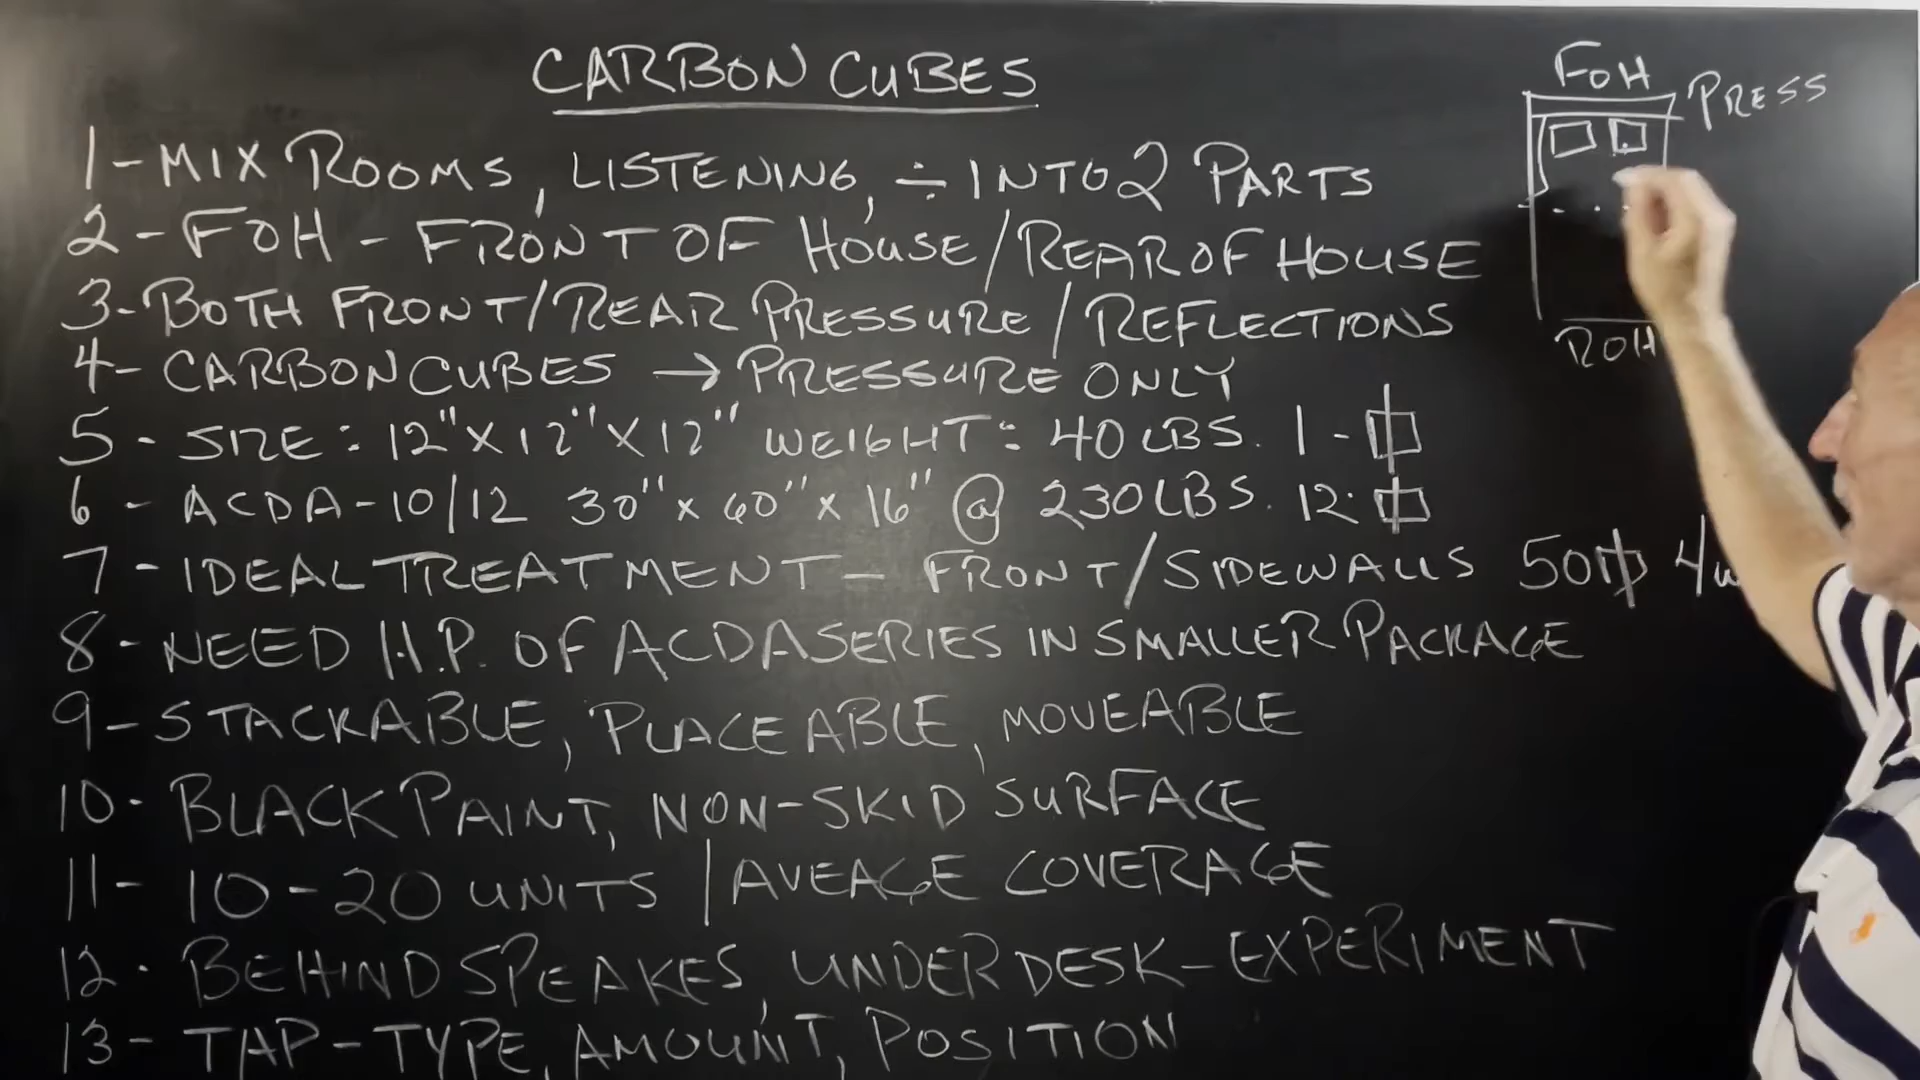 CARBON CUBES
1-MIX ROOMS, LISTENING, ÷ INTO 2 PARTS
2-FOH-FRONT OF HOUSE/REAR OF HOUSE
3-BOTH FRONT/REAR PRESSURE/REFLECTIONS
4-CARBON CUBES → PRESSURE ONLY
5-SIZE: 12"X12"X12" WEIGHT: 40 LBS. 1-
6-ACDA-10/12 30"x60"x16" @ 230 LBS. 12:
7-IDEAL TREATMENT-FRONT/SIDEWALLS 50
8-NEED H.P. OF ACDA SERIES IN SMALLER PACKAGE
9-STACKABLE, PLACEABLE, MOVEABLE
10-BLACK PAINT, NON-SKID SURFACE
11-10-20 UNITS | AVEAGE COVERAGE
12-BEHIND SPEAKES, UNDER DESK-EXPERIMENT
13-TAP-TYPE, AMOUNT, POSITION
FOH
PRESS
ROH